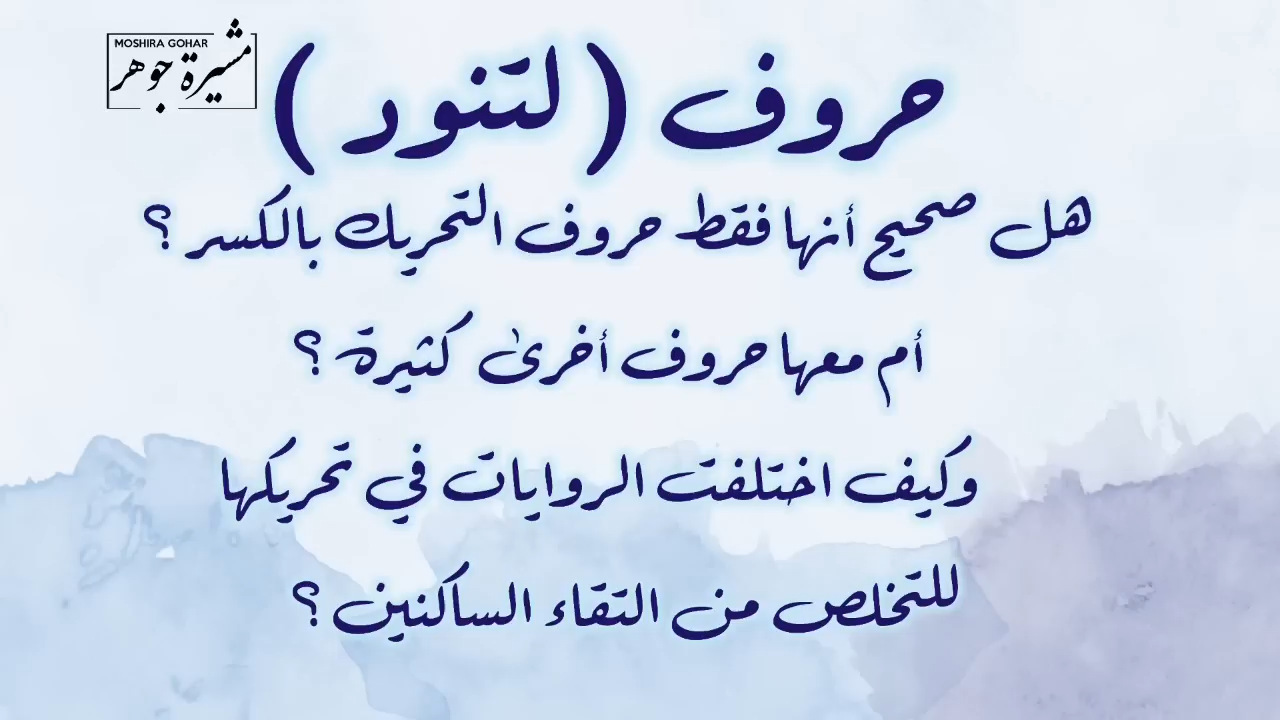 MOSHIRA GOHAR
مشيرة جوهر
حروف ( لتنود )
هل صحيح أنها فقط حروف التحريك بالكسر ؟
أم معها حروف أخرى كثيرة ؟
وكيف اختلفت الروايات في تحريكها
للتخلص من التقاء الساكنين ؟